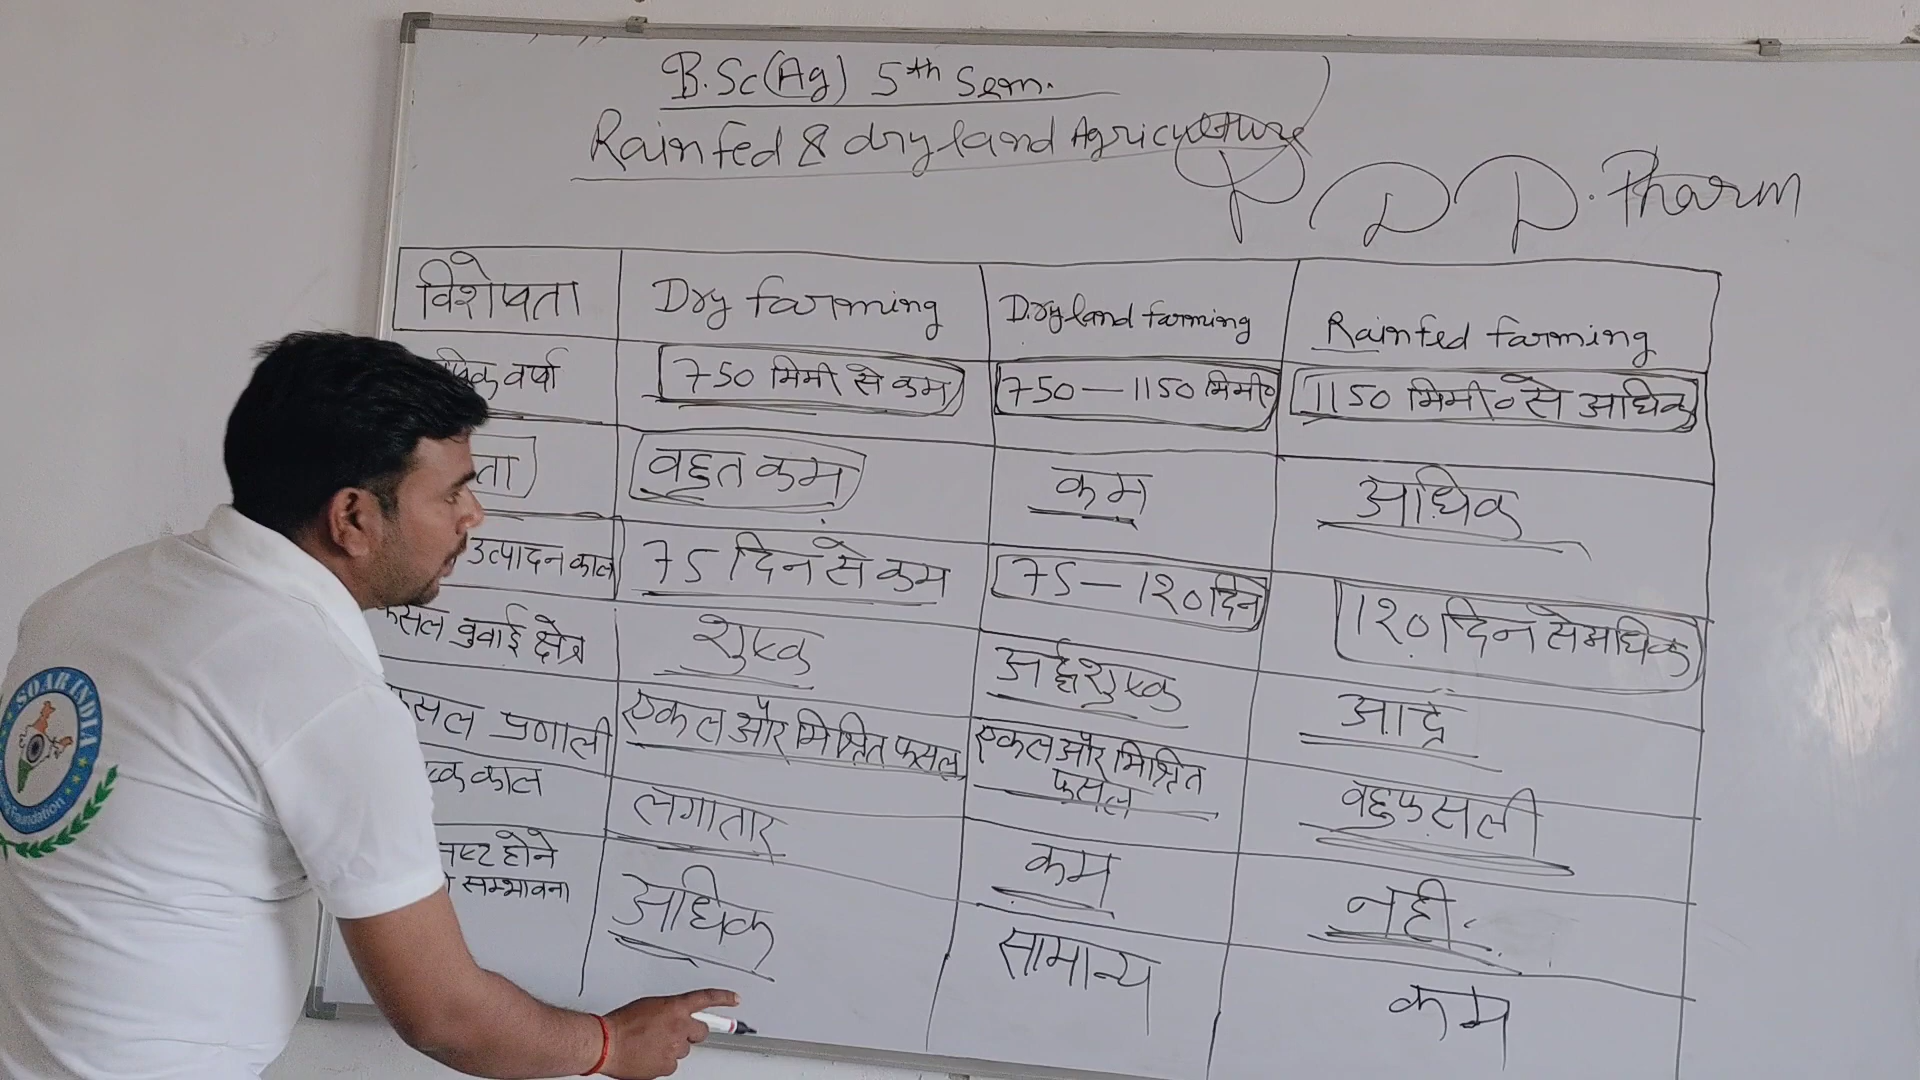 B.Sc(Ag) 5th Sem.
Rainfed & dryland Agriculture
D D. Pharm
विशेषता Dry farming Dryland farming Rainfed farming
वर्षा 750 मिमी से कम 750 — 1150 मिमी० 1150 मिमी० से अधिक
बहुत कम कम अधिक
उत्पादन काल 75 दिन से कम 75 — 120 दिन 120 दिन से अधिक
फसल बुवाई क्षेत्र शुष्क अर्द्धशुष्क आर्द्र
प्रणाली एकल और मिश्रित फसल एकल और मिश्रित फसल बहुफसली
काल लगातार कम नही
नष्ट होने सम्भावना अधिक सामान्य कम
SOAR INDIA
Foundation